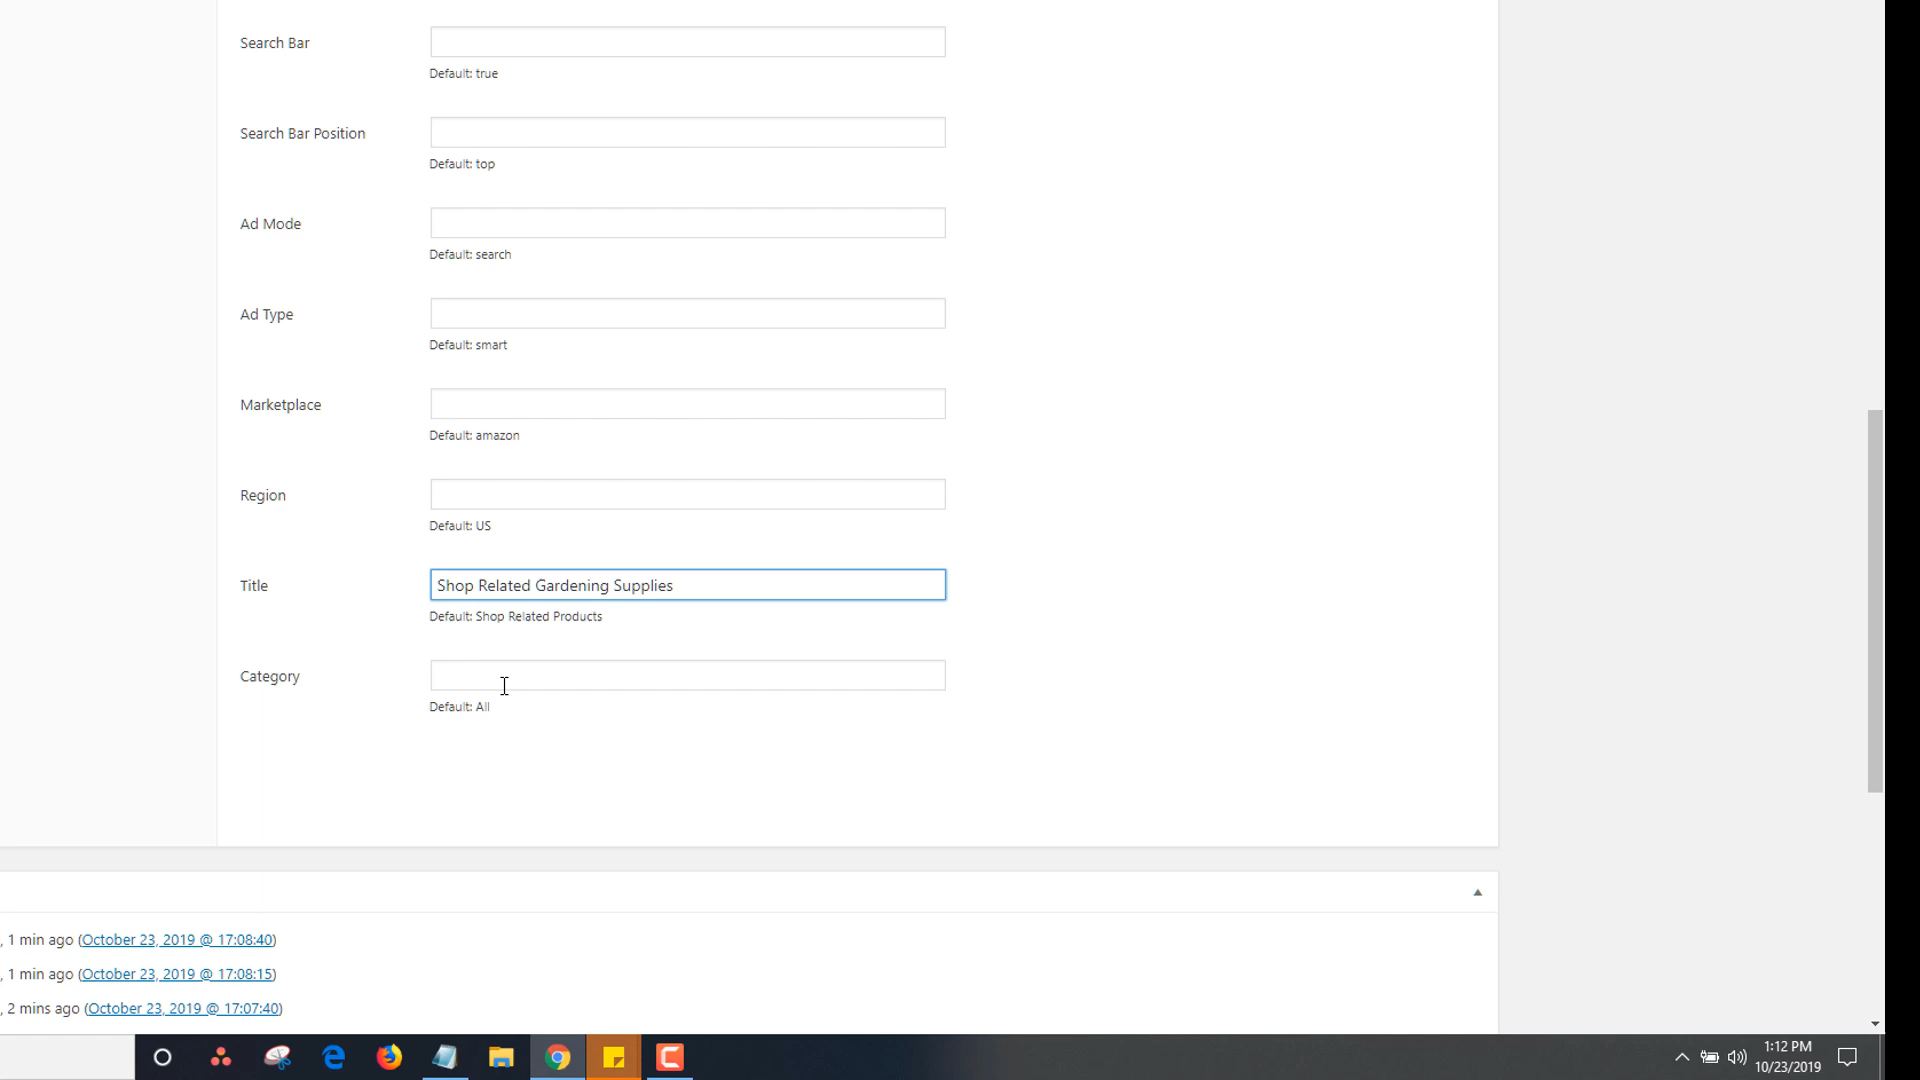 Search Bar
Default: true
Search Bar Position
Default: top
Ad Mode
Default: search
Ad Type
Default: smart
Marketplace
Default: amazon
Region
Default: US
Title
Shop Related Gardening Supplies
Default: Shop Related Products
Category
Default: All
, 1 min ago (October 23, 2019 @ 17:08:40)
, 1 min ago (October 23, 2019 @ 17:08:15)
, 2 mins ago (October 23, 2019 @ 17:07:40)
1:12 PM
10/23/2019